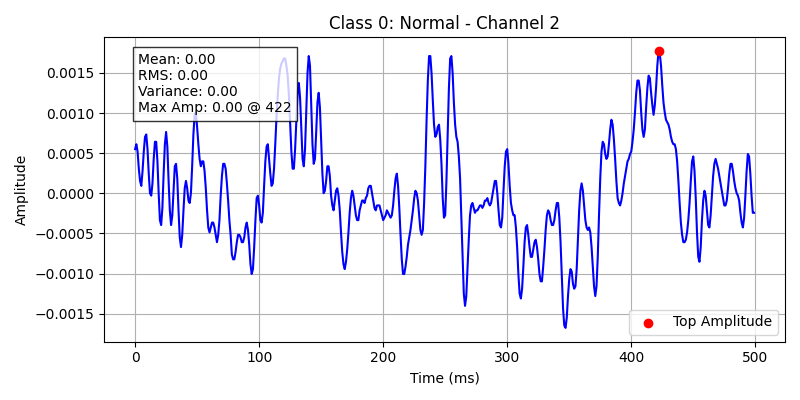 Class 0: Normal - Channel 2
Mean: 0.00
RMS: 0.00
Variance: 0.00
Max Amp: 0.00 @ 422
Amplitude
0.0015
0.0010
0.0005
0.0000
−0.0005
−0.0010
−0.0015
Top Amplitude
0 100 200 300 400 500
Time (ms)